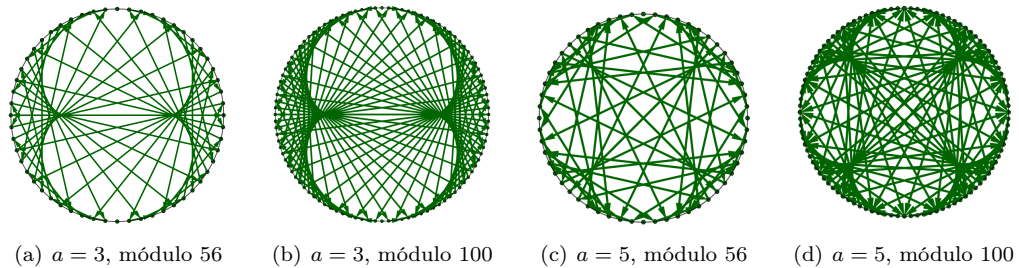 (a) a = 3, módulo 56
(b) a = 3, módulo 100
(c) a = 5, módulo 56
(d) a = 5, módulo 100